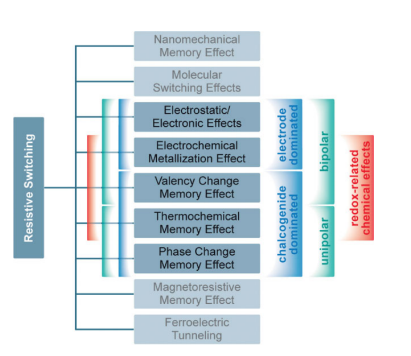 Resistive Switching
Nanomechanical
Memory Effect
Molecular
Switching Effects
Electrostatic/
Electronic Effects
Electrochemical
Metallization Effect
Valency Change
Memory Effect
Thermochemical
Memory Effect
Phase Change
Memory Effect
Magnetoresistive
Memory Effect
Ferroelectric
Tunneling
electrode
dominated
chalcogenide
dominated
bipolar
unipolar
redox-related
chemical effects